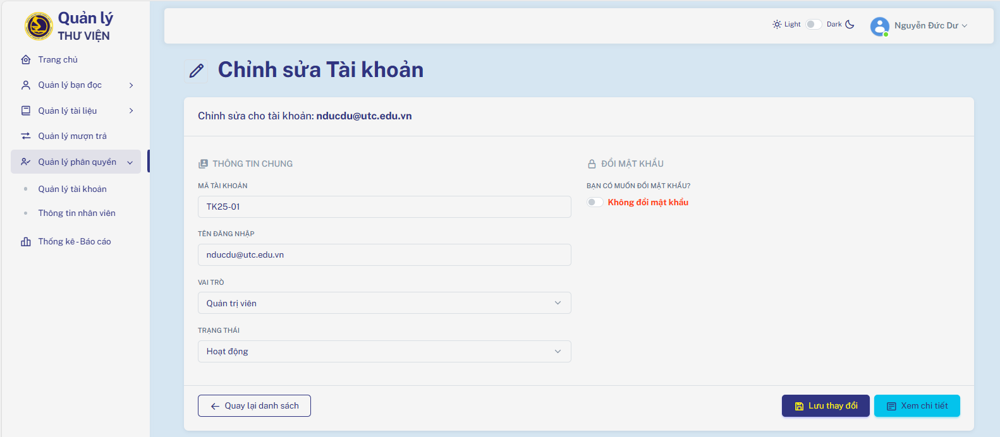 Quản lý
THƯ VIỆN
Trang chủ
Quản lý bạn đọc
Quản lý tài liệu
Quản lý mượn trả
Quản lý phân quyền
Quản lý tài khoản
Thông tin nhân viên
Thống kê - Báo cáo
Light
Dark
Nguyễn Đức Dư
Chỉnh sửa Tài khoản
Chỉnh sửa cho tài khoản: nducdu@utc.edu.vn
THÔNG TIN CHUNG
MÃ TÀI KHOẢN
TK25-01
TÊN ĐĂNG NHẬP
nducdu@utc.edu.vn
VAI TRÒ
Quản trị viên
TRẠNG THÁI
Hoạt động
ĐỔI MẬT KHẨU
BẠN CÓ MUỐN ĐỔI MẬT KHẨU?
Không đổi mật khẩu
Quay lại danh sách
Lưu thay đổi
Xem chi tiết